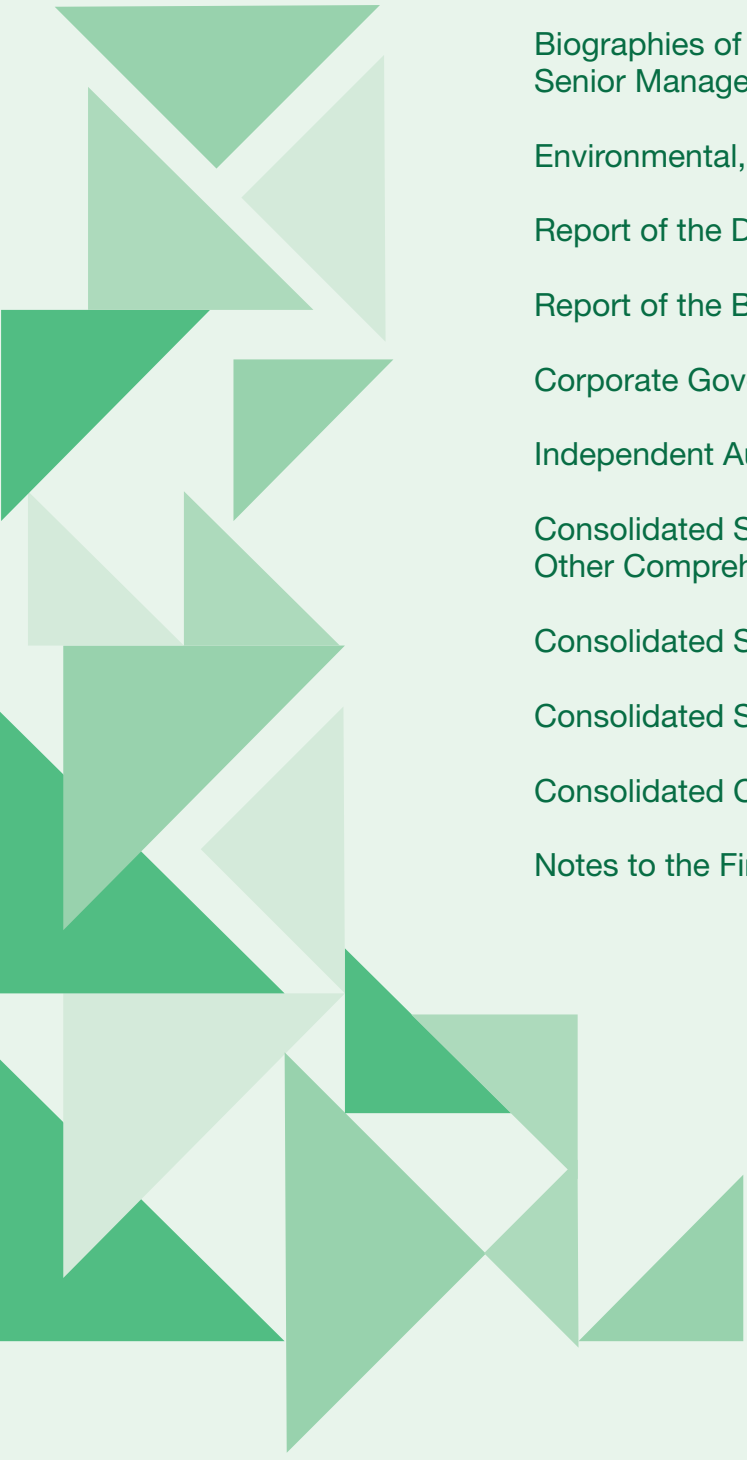 Biographies of
Senior Manage
Environmental,
Report of the D
Report of the B
Corporate Gov
Independent Au
Consolidated S
Other Compreh
Consolidated S
Consolidated S
Consolidated C
Notes to the Fi